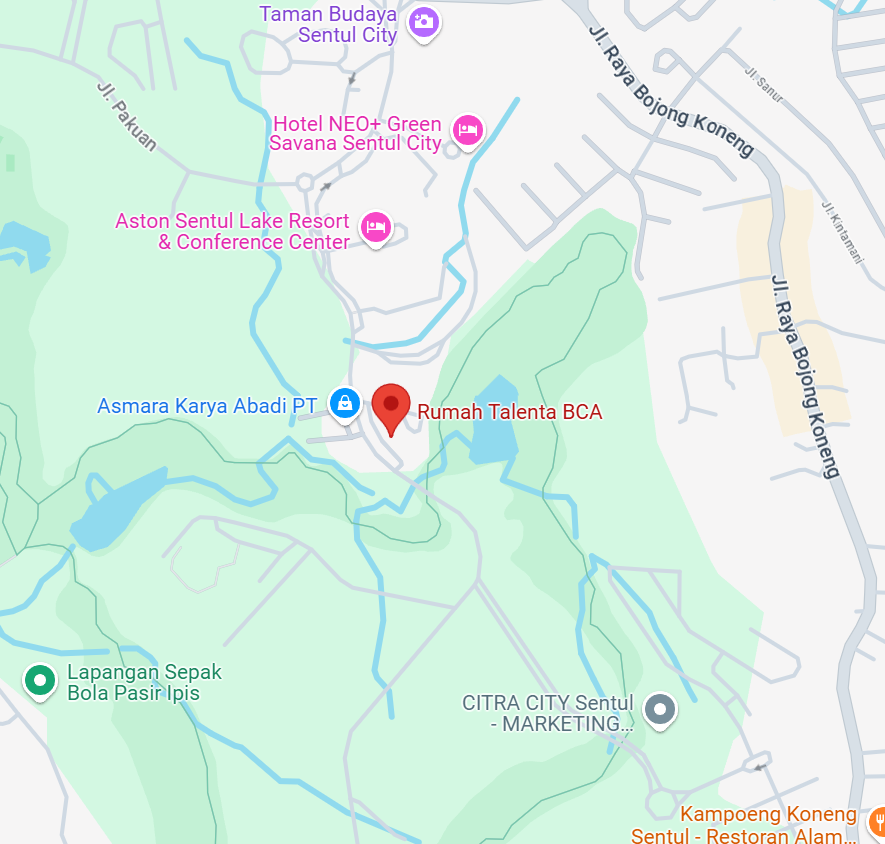 Taman Budaya
Sentul City
Jl. Raya Bojong Koneng
Jl. Sanur
Jl. Pakuan
Hotel NEO+ Green
Savana Sentul City
Aston Sentul Lake Resort
& Conference Center
Jl. Kintamani
Jl. Raya Bojong Koneng
Asmara Karya Abadi PT
Rumah Talenta BCA
Lapangan Sepak
Bola Pasir Ipis
CITRA CITY Sentul
- MARKETING...
Kampoeng Koneng
Sentul - Restoran Alam...